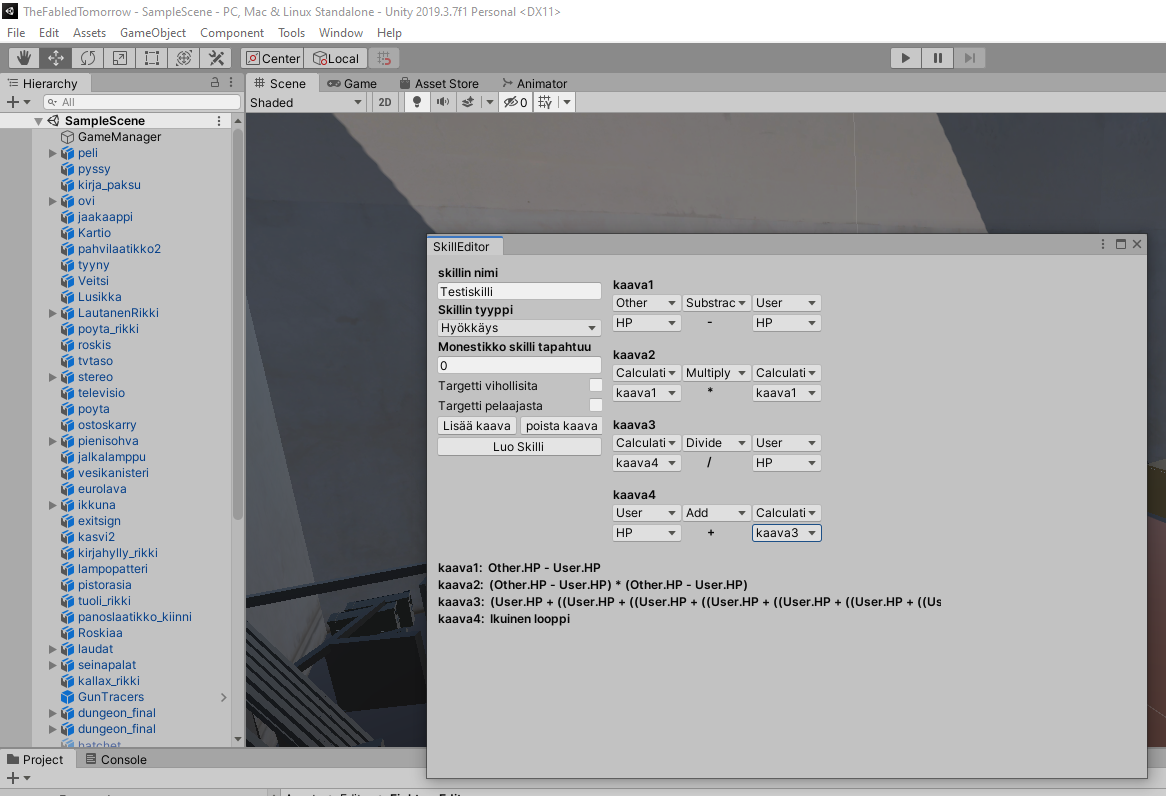 TheFabledTomorrow - SampleScene - PC, Mac & Linux Standalone - Unity 2019.3.7f1 Personal <DX11>
File Edit Assets GameObject Component Tools Window Help
Center Local
Hierarchy
All
SampleScene
GameManager
peli
pyssy
kirja_paksu
ovi
jaakaappi
Kartio
pahvilaatikko2
tyyny
Veitsi
Lusikka
LautanenRikki
poyta_rikki
roskis
tvtaso
stereo
televisio
poyta
ostoskarry
pienisohva
jalkalamppu
vesikanisteri
eurolava
ikkuna
exitsign
kasvi2
kirjahylly_rikki
lampopatteri
pistorasia
tuoli_rikki
panoslaatikko_kiinni
Roskiaa
laudat
seinapalat
kallax_rikki
GunTracers
dungeon_final
dungeon_final
hatchet
Scene Game Asset Store Animator
Shaded 2D 0
SkillEditor
skillin nimi
Testiskilli
Skillin tyyppi
Hyökkäys
Monestikko skilli tapahtuu
0
Targetti vihollisita
Targetti pelaajasta
Lisää kaava poista kaava
Luo Skilli
kaava1
Other Substrac User
HP - HP
kaava2
Calculati Multiply Calculati
kaava1 * kaava1
kaava3
Calculati Divide User
kaava4 / HP
kaava4
User Add Calculati
HP + kaava3
kaava1: Other.HP - User.HP
kaava2: (Other.HP - User.HP) * (Other.HP - User.HP)
kaava3: (User.HP + ((User.HP + ((User.HP + ((User.HP + ((User.HP + ((User.HP + ((Us
kaava4: Ikuinen looppi
Project Console